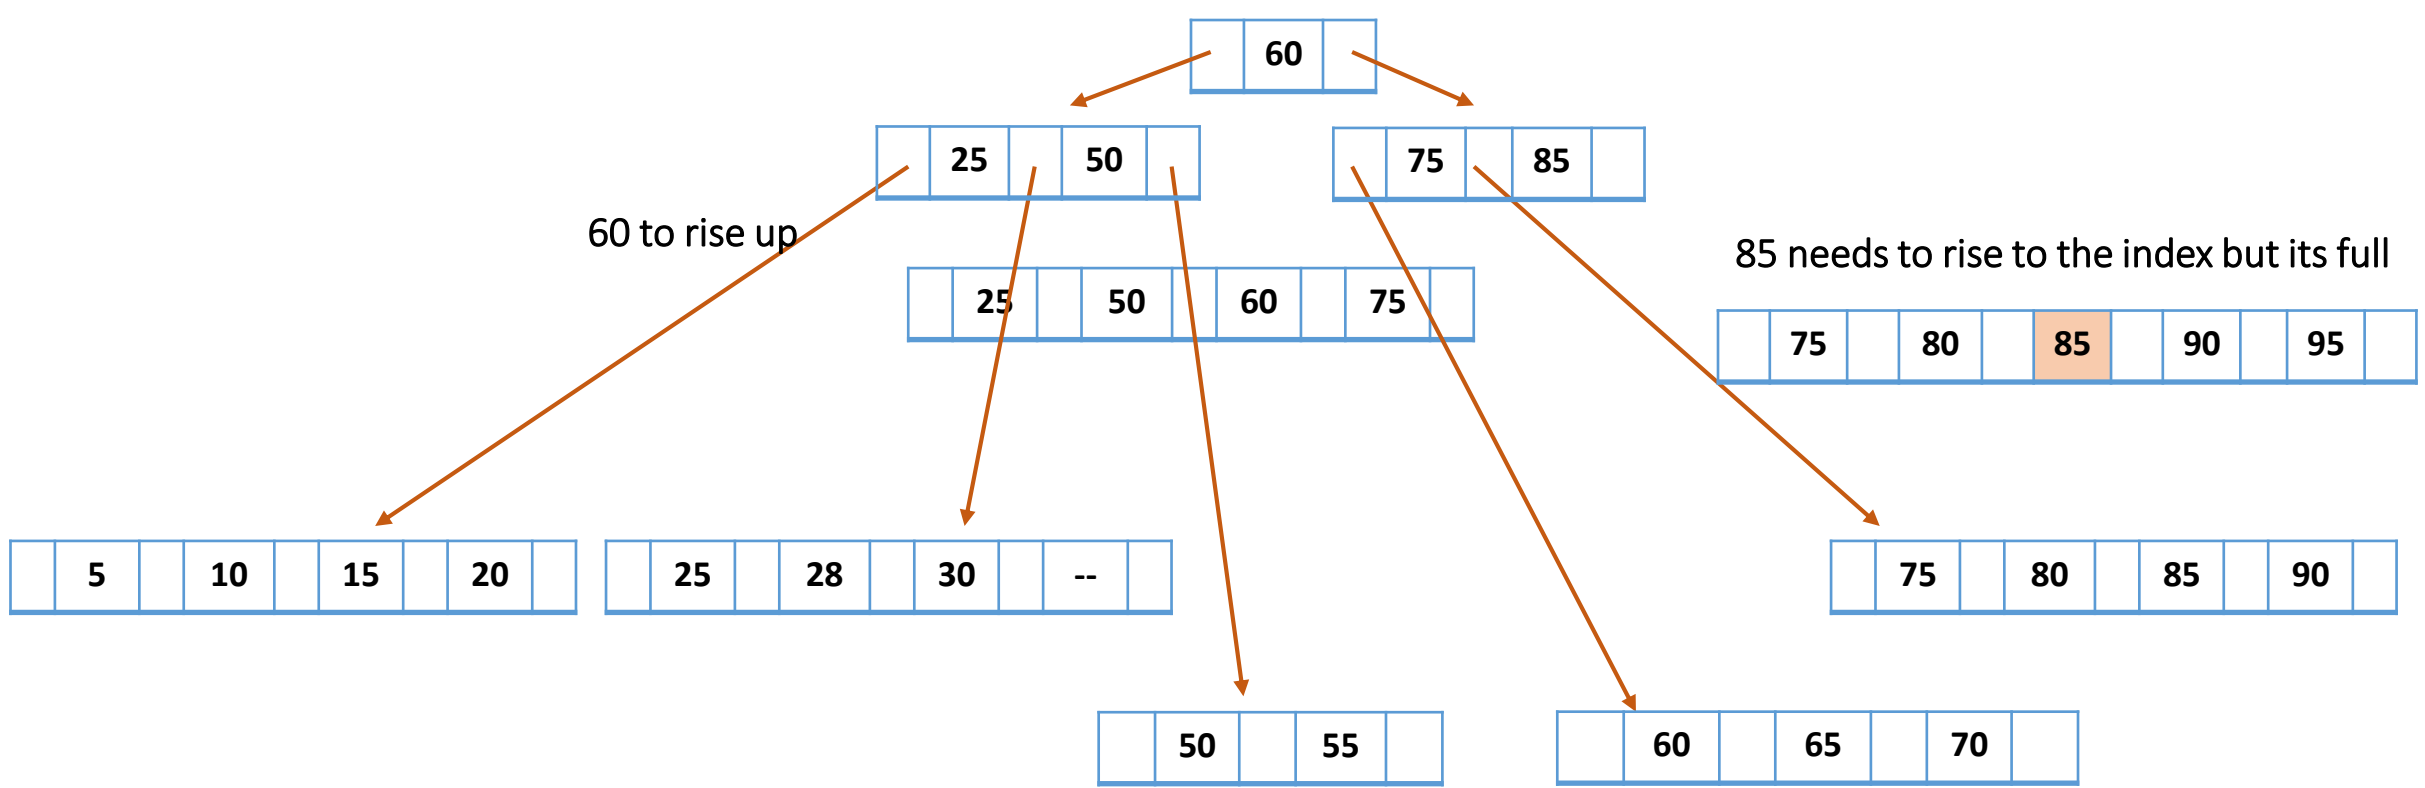 60
25 50
75 85
60 to rise up
85 needs to rise to the index but its full
25 50 60 75
75 80 85 90 95
5 10 15 20
25 28 30 --
75 80 85 90
50 55
60 65 70